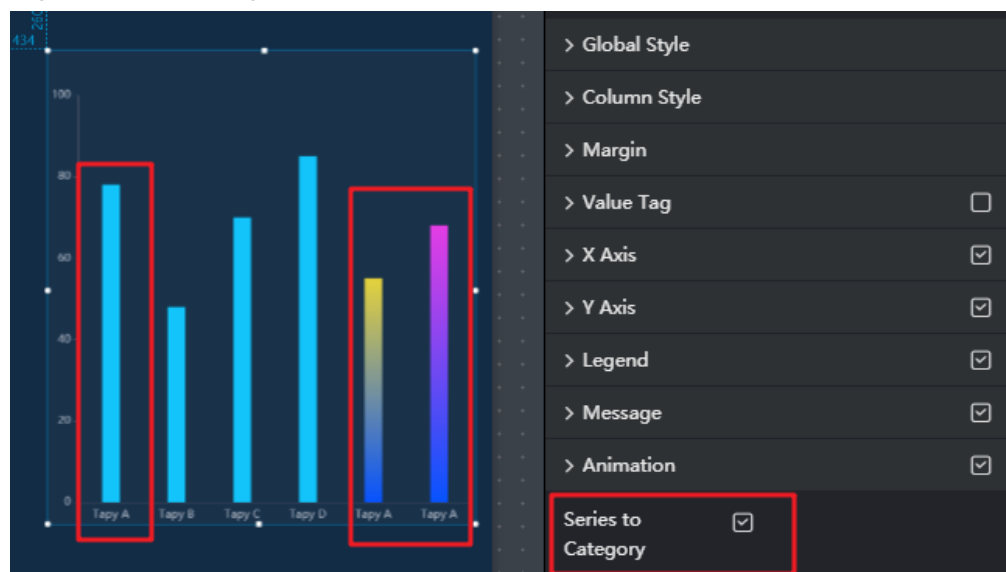 260
434
100
80
60
40
20
0
Tapy A Tapy B Tapy C Tapy D Tapy A Tapy A
Global Style
Column Style
Margin
Value Tag
X Axis
Y Axis
Legend
Message
Animation
Series to
Category